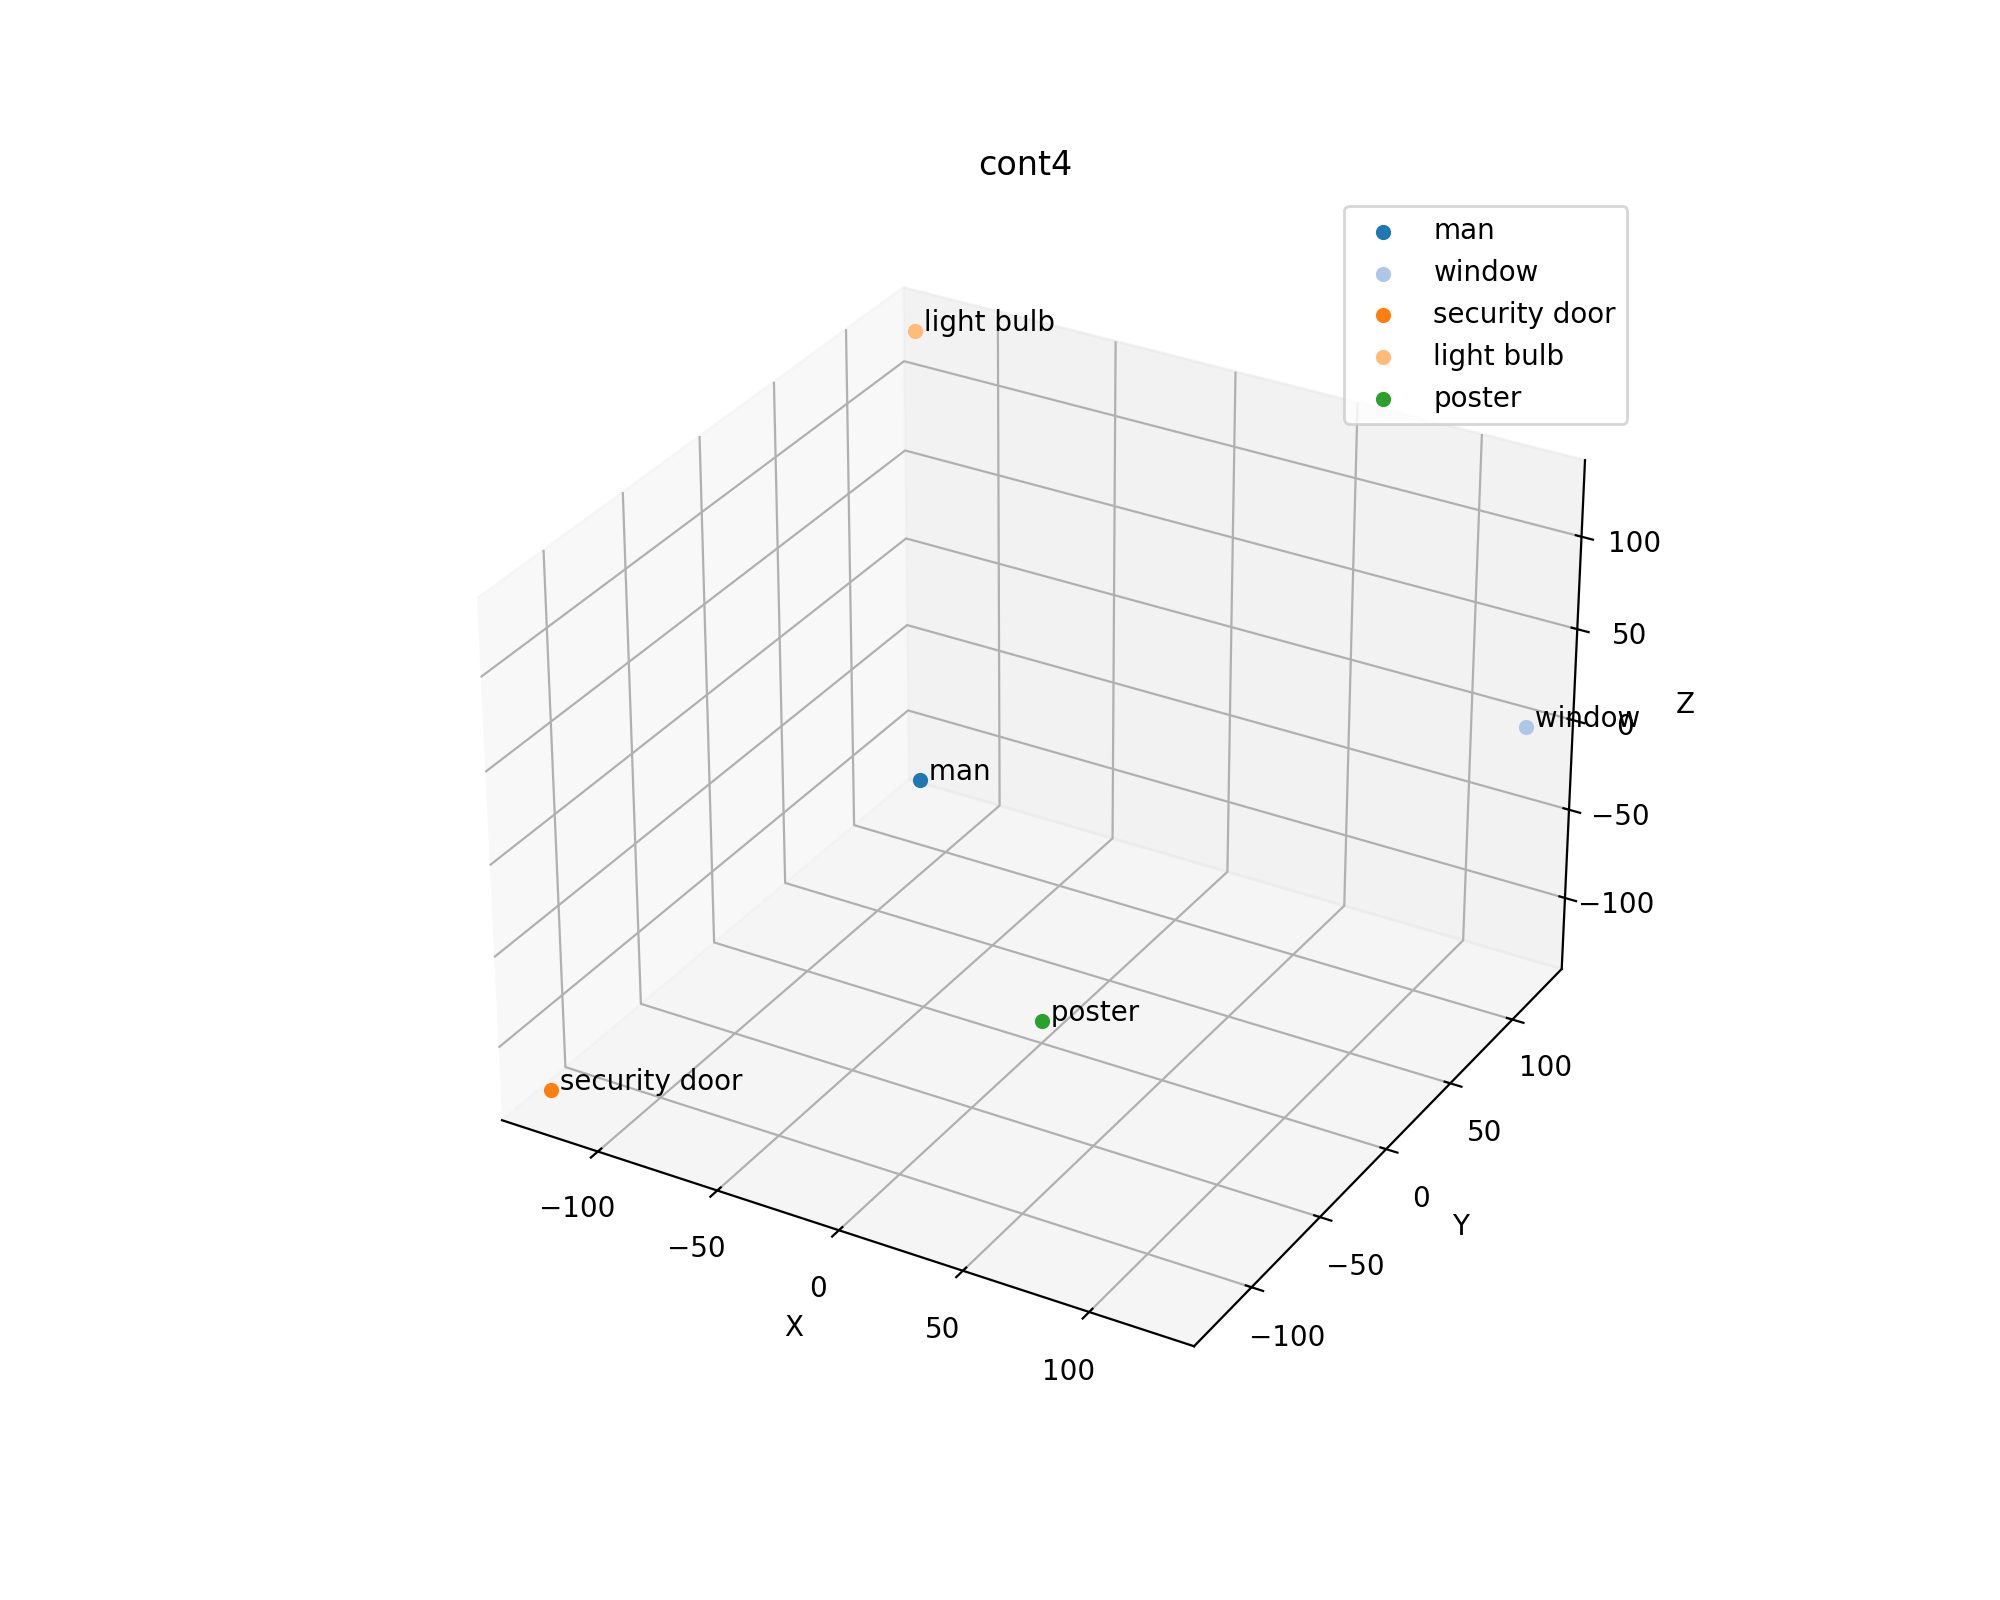 cont4
man
window
security door
light bulb
poster
light bulb
man
window
poster
security door
100
50
0
−50
−100
Z
100
50
0
−50
−100
Y
−100
−50
0
50
100
X